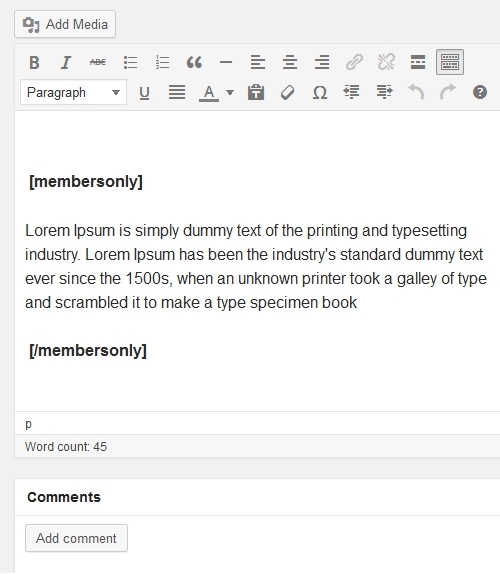 Add Media
B I ABC
Paragraph U A
[membersonly]
Lorem Ipsum is simply dummy text of the printing and typesetting
industry. Lorem Ipsum has been the industry's standard dummy text
ever since the 1500s, when an unknown printer took a galley of type
and scrambled it to make a type specimen book
[/membersonly]
p
Word count: 45
Comments
Add comment